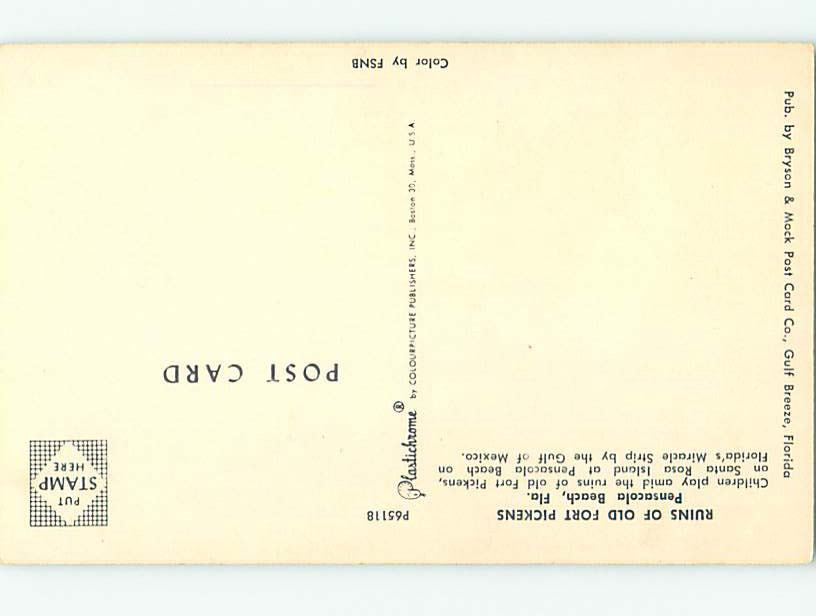 RUINS OF OLD FORT PICKENS
Pensacola Beach, Fla.
Children play amid the ruins of old Fort Pickens,
on Santa Rosa Island at Pensacola Beach on
Florida's Miracle Strip by the Gulf of Mexico.
P65118
PUT
STAMP
HERE
POST CARD
Plastichrome® by COLOURPICTURE PUBLISHERS, INC., Boston 30, Mass., U.S.A.
Pub. by Bryson & Mock Post Card Co., Gulf Breeze, Florida
Color by FSNB